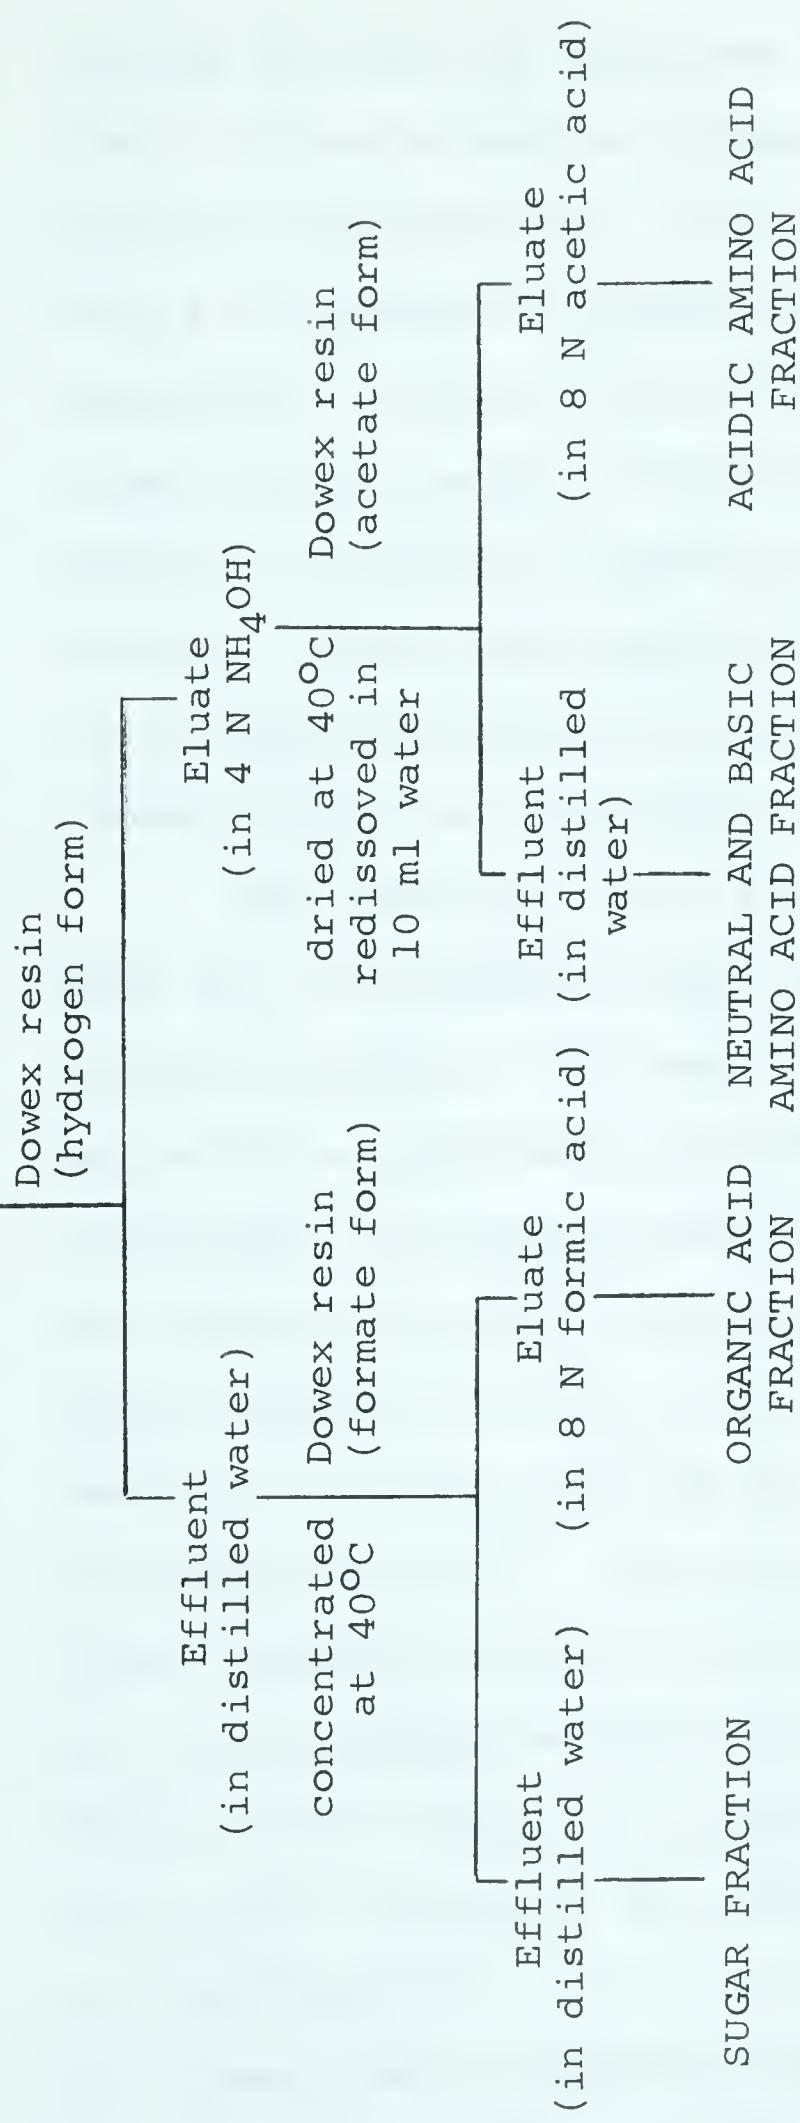 Dowex resin
(hydrogen form)
Effluent
(in distilled water)
Eluate
(in 4 N NH4OH)
concentrated
at 40°C
Dowex resin
(formate form)
dried at 40°C
redissoved in
10 ml water
Dowex resin
(acetate form)
Effluent
(in distilled water)
Eluate
(in 8 N formic acid)
Effluent
(in distilled
water)
Eluate
(in 8 N acetic acid)
SUGAR FRACTION
ORGANIC ACID
FRACTION
NEUTRAL AND BASIC
AMINO ACID FRACTION
ACIDIC AMINO ACID
FRACTION